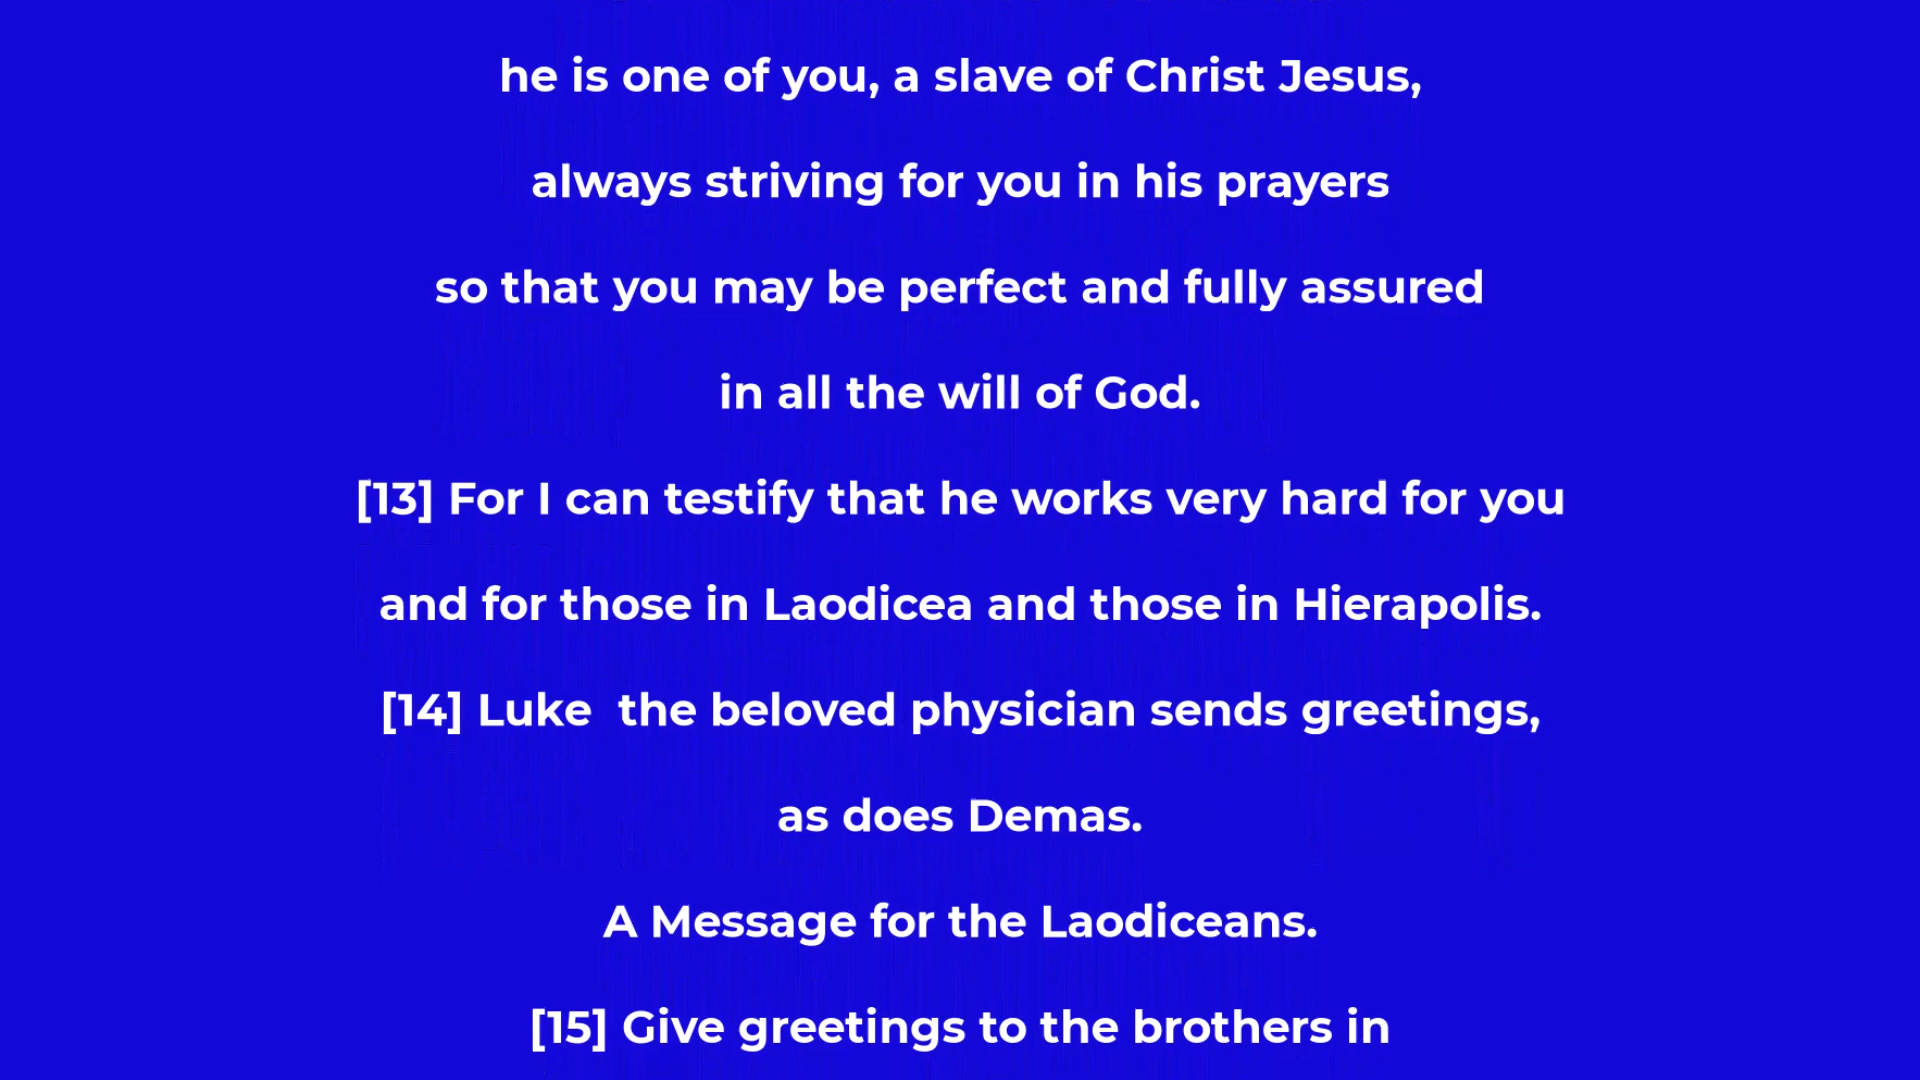 he is one of you, a slave of Christ Jesus,
always striving for you in his prayers
so that you may be perfect and fully assured
in all the will of God.
[13] For I can testify that he works very hard for you
and for those in Laodicea and those in Hierapolis.
[14] Luke  the beloved physician sends greetings,
as does Demas.
A Message for the Laodiceans.
[15] Give greetings to the brothers in